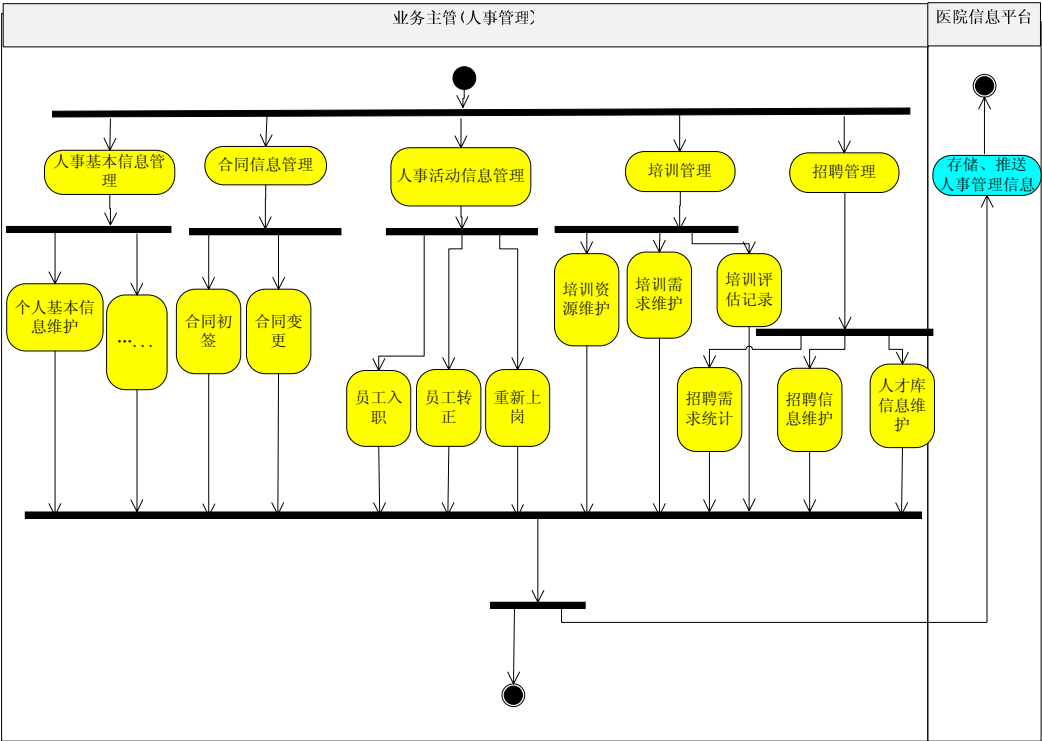 业务主管(人事管理)
医院信息平台
人事基本信息管
理
合同信息管理
人事活动信息管理
培训管理
招聘管理
存储、推送
人事管理信息
个人基本信
息维护
…...
合同初
签
合同变
更
员工入
职
员工转
正
重新上
岗
培训资
源维护
培训需
求维护
培训评
估记录
招聘需
求统计
招聘信
息维护
人才库
信息维
护